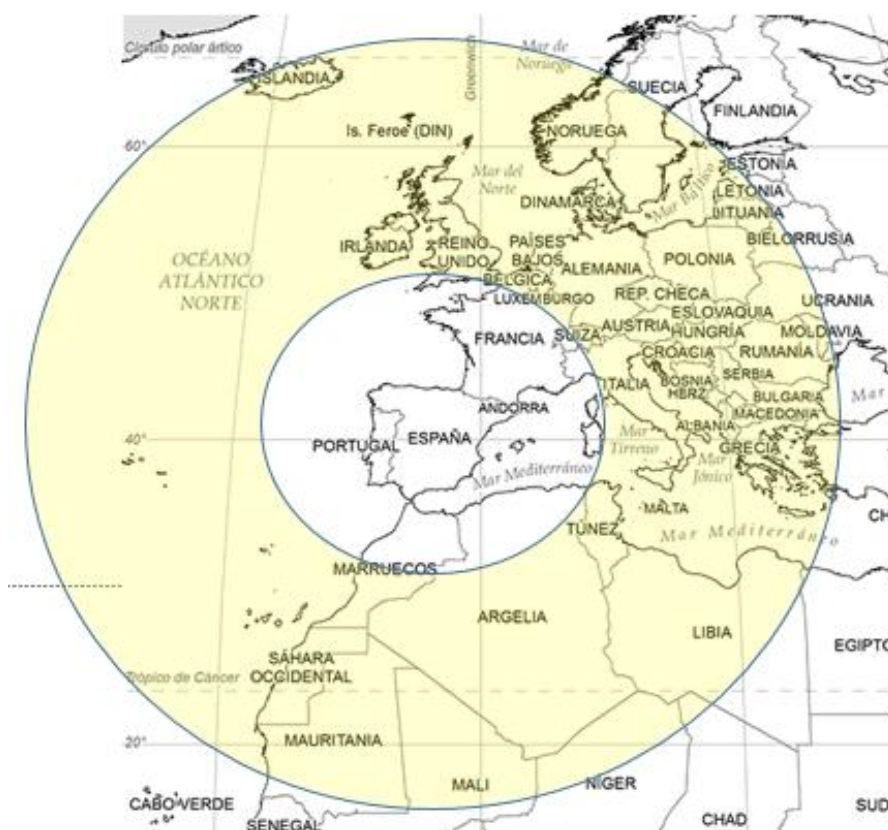 Círculo polar ártico
ISLANDIA
Greenwich
Mar de
Noruega
SUECIA
FINLANDIA
Is. Feroe (DIN)
NORUEGA
60°
Mar del
Norte
ESTONIA
LETONIA
LITUANIA
Mar Báltico
DINAMARCA
OCÉANO
ATLÁNTICO
NORTE
IRLANDA
REINO
UNIDO
PAÍSES
BAJOS
BÉLGICA
LUXEMBURGO
ALEMANIA
POLONIA
BIELORRUSIA
REP. CHECA
ESLOVAQUIA
UCRANIA
FRANCIA
SUIZA
AUSTRIA
HUNGRÍA
MOLDAVIA
CROACIA
RUMANÍA
ITALIA
BOSNIA
HERZ.
SERBIA
BULGARIA
Mar
ANDORRA
MACEDONIA
ALBANIA
40°
PORTUGAL
ESPAÑA
Mar
Tirreno
GRECIA
Mar
Jónico
Mar Mediterráneo
MALTA
CH
TÚNEZ
Mar Mediterráneo
MARRUECOS
ARGELIA
LIBIA
EGIPTO
SÁHARA
OCCIDENTAL
Trópico de Cáncer
20°
MAURITANIA
MALI
NÍGER
CABO VERDE
CHAD
SUD
SENEGAL